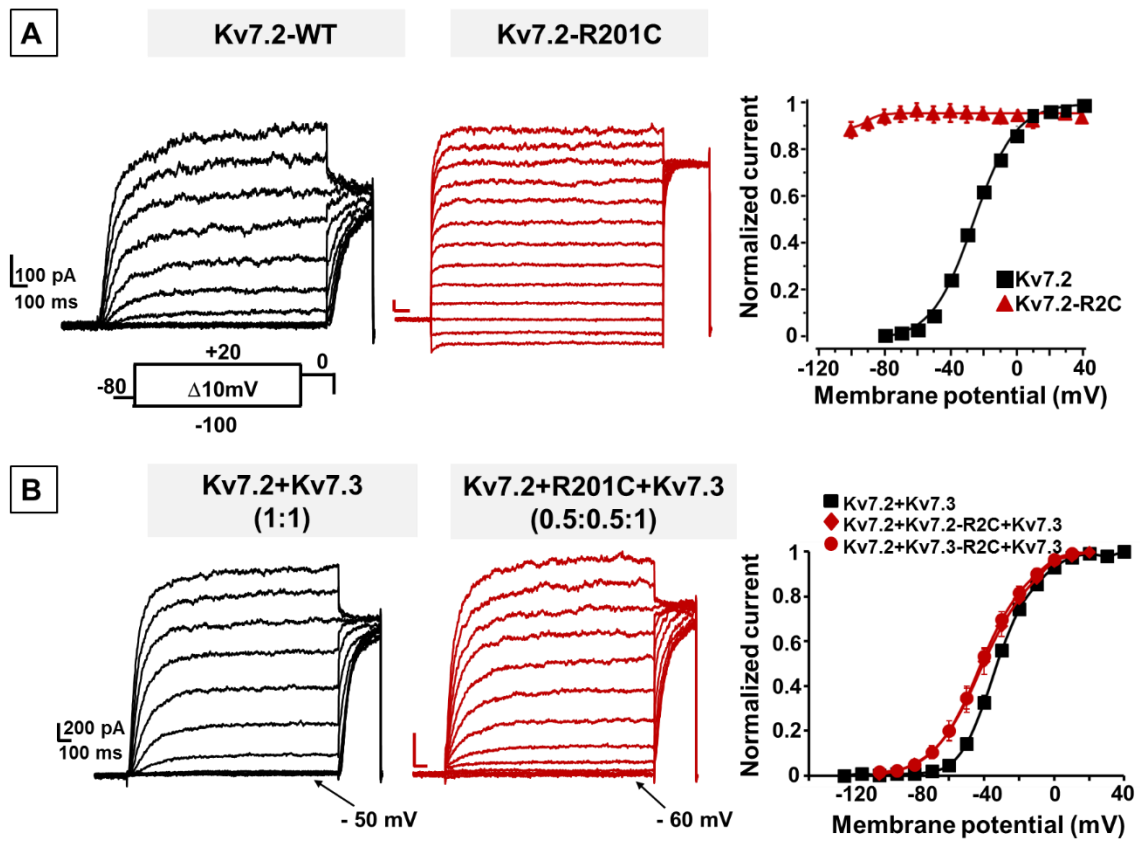 A
Kv7.2-WT
Kv7.2-R201C
100 pA
100 ms
+20
0
-80
Δ10mV
-100
Normalized current
1
0.8
0.6
0.4
0.2
0
Kv7.2
Kv7.2-R2C
-120 -80 -40 0 40
Membrane potential (mV)
B
Kv7.2+Kv7.3
(1:1)
Kv7.2+R201C+Kv7.3
(0.5:0.5:1)
200 pA
100 ms
- 50 mV
- 60 mV
Kv7.2+Kv7.3
Kv7.2+Kv7.2-R2C+Kv7.3
Kv7.2+Kv7.3-R2C+Kv7.3
Normalized current
1
0.8
0.6
0.4
0.2
0
-120 -80 -40 0 40
Membrane potential (mV)